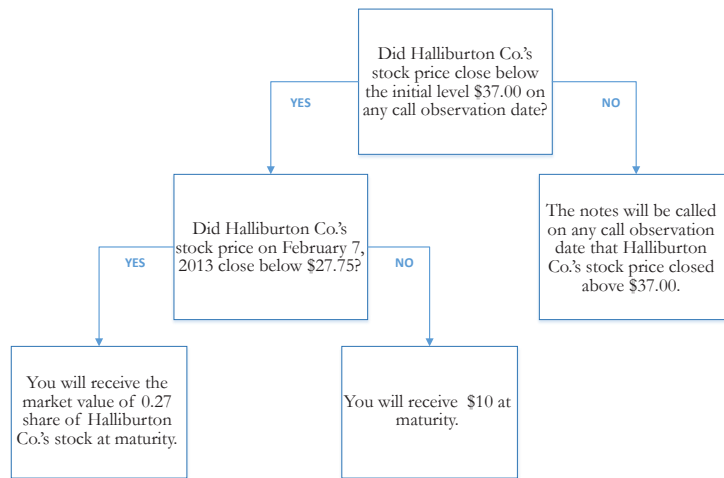 Did Halliburton Co.'s
stock price close below
the initial level $37.00 on
any call observation date?
YES
NO
Did Halliburton Co.'s
stock price on February 7,
2013 close below $27.75?
The notes will be called
on any call observation
date that Halliburton
Co.'s stock price closed
above $37.00.
YES
NO
You will receive the
market value of 0.27
share of Halliburton
Co.'s stock at maturity.
You will receive $10 at
maturity.